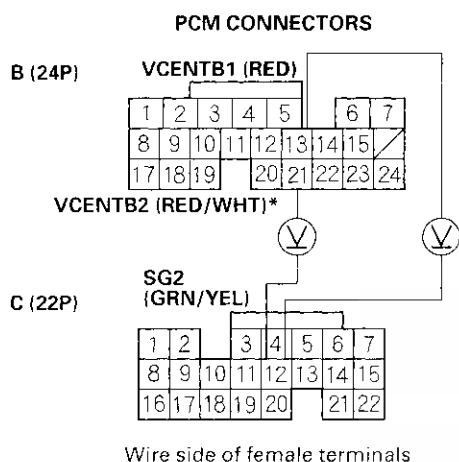 PCM CONNECTORS
B (24P)
VCENTB1 (RED)
1 2 3 4 5 6 7
8 9 10 11 12 13 14 15
17 18 19 20 21 22 23 24
VCENTB2 (RED/WHT)*
V V
SG2
(GRN/YEL)
C (22P)
1 2 3 4 5 6 7
8 9 10 11 12 13 14 15
16 17 18 19 20 21 22
Wire side of female terminals